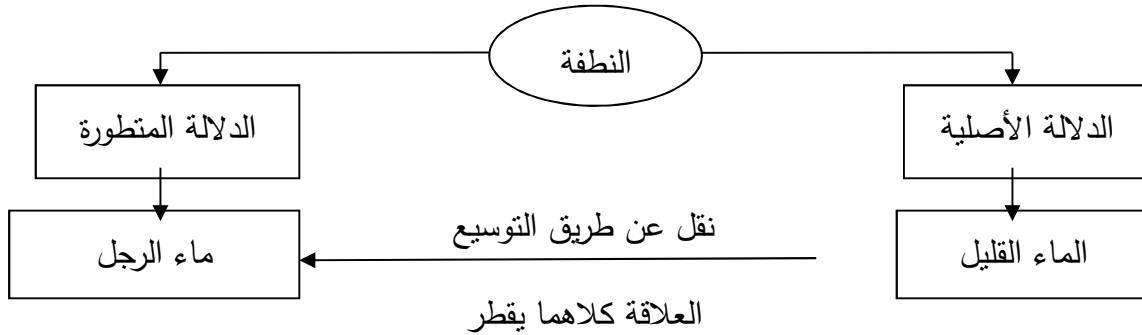 النطفة
الدلالة الأصلية
الدلالة المتطورة
الماء القليل
نقل عن طريق التوسيع
ماء الرجل
العلاقة كلاهما يقطر